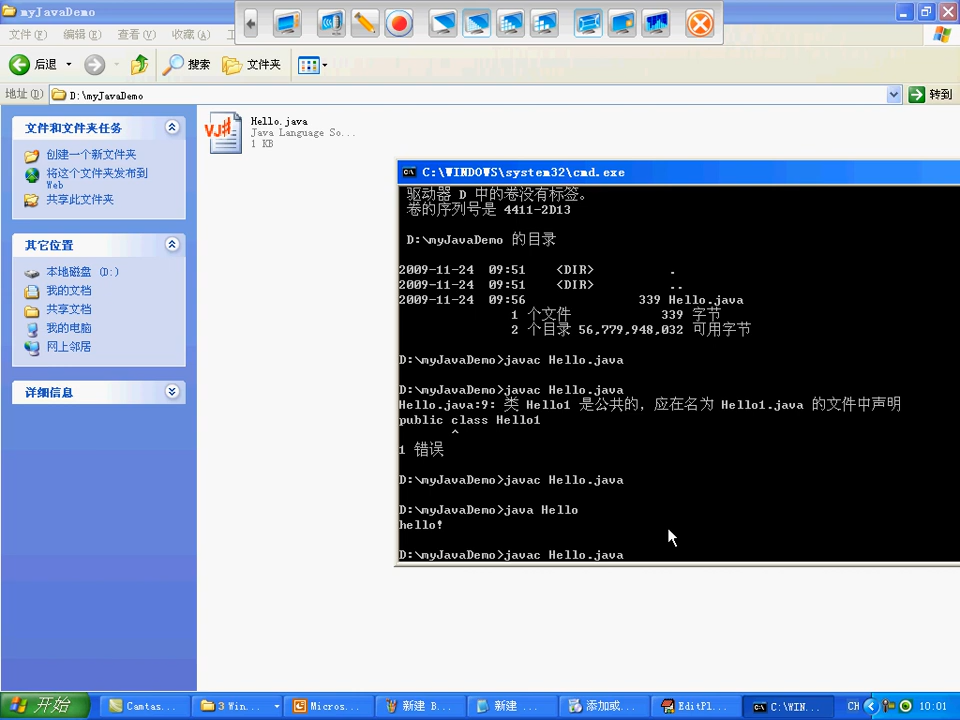 myJavaDemo
文件(F) 编辑(E) 查看(V) 收藏(A) 工
后退 搜索 文件夹
地址(D) D:\myJavaDemo 转到
文件和文件夹任务
创建一个新文件夹
将这个文件夹发布到
Web
共享此文件夹
其它位置
本地磁盘 (D:)
我的文档
共享文档
我的电脑
网上邻居
详细信息
Hello.java
Java Language So...
1 KB
C:\WINDOWS\system32\cmd.exe
驱动器 D 中的卷没有标签。
卷的序列号是 4411-2D13
D:\myJavaDemo 的目录
2009-11-24  09:51    <DIR>          .
2009-11-24  09:51    <DIR>          ..
2009-11-24  09:56               339 Hello.java
1 个文件            339 字节
2 个目录 56,779,948,032 可用字节
D:\myJavaDemo>javac Hello.java
D:\myJavaDemo>javac Hello.java
Hello.java:9: 类 Hello1 是公共的，应在名为 Hello1.java 的文件中声明
public class Hello1
^
1 错误
D:\myJavaDemo>javac Hello.java
D:\myJavaDemo>java Hello
hello!
D:\myJavaDemo>javac Hello.java
开始 Camtas... 3 Win... Micros... 新建 B... 新建 ... 添加或... EditPl... C:\WIN... CH 10:01